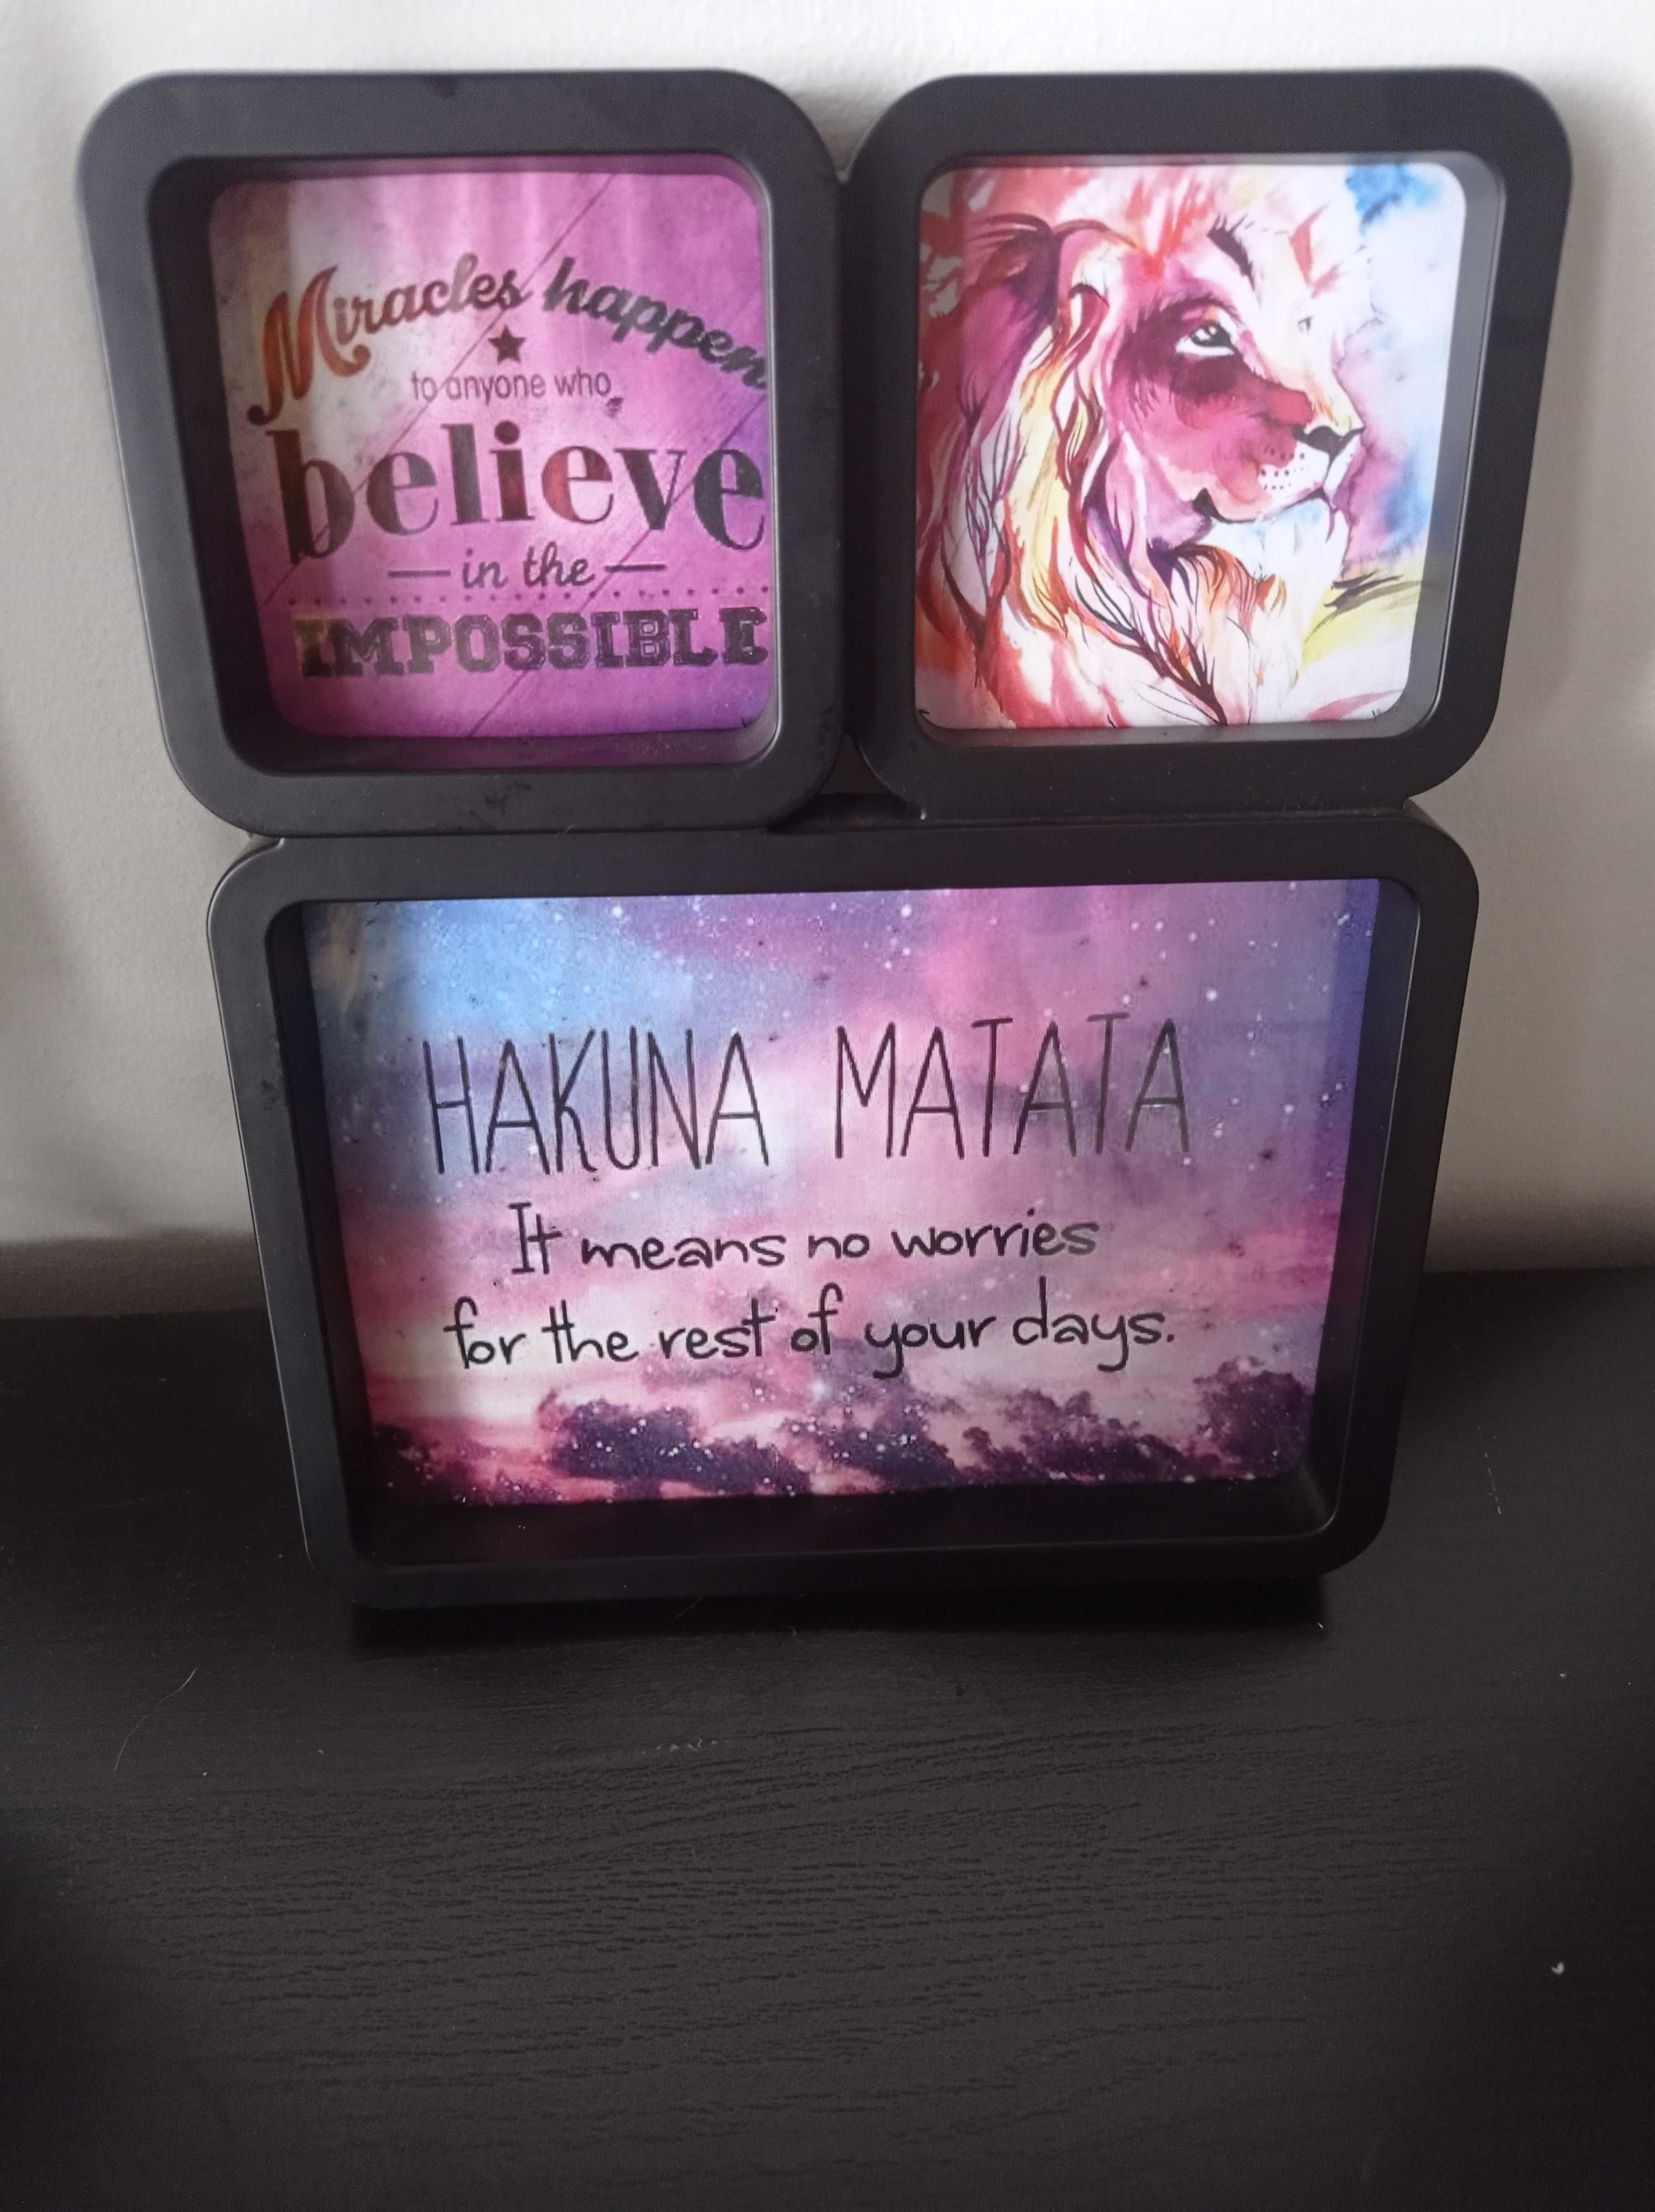 Miracles happen
to anyone who
believe
in the
IMPOSSIBLE
HAKUNA MATATA
It means no worries
for the rest of your days.